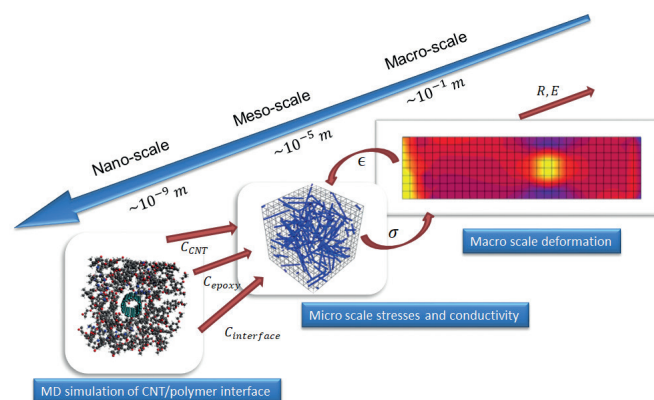 Macro-scale
~10⁻¹ m
R, E
Meso-scale
~10⁻⁵ m
Nano-scale
~10⁻⁹ m
ϵ
σ
C_CNT
C_epoxy
C_interface
Macro scale deformation
Micro scale stresses and conductivity
MD simulation of CNT/polymer interface